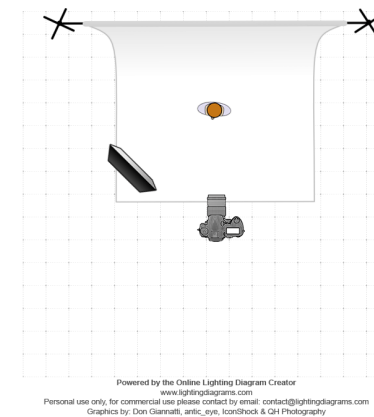 Powered by the Online Lighting Diagram Creator
www.lightingdiagrams.com
Personal use only, for commercial use please contact by email: contact@lightingdiagrams.com
Graphics by: Don Giannatti, antic_eye, IconShock & QH Photography